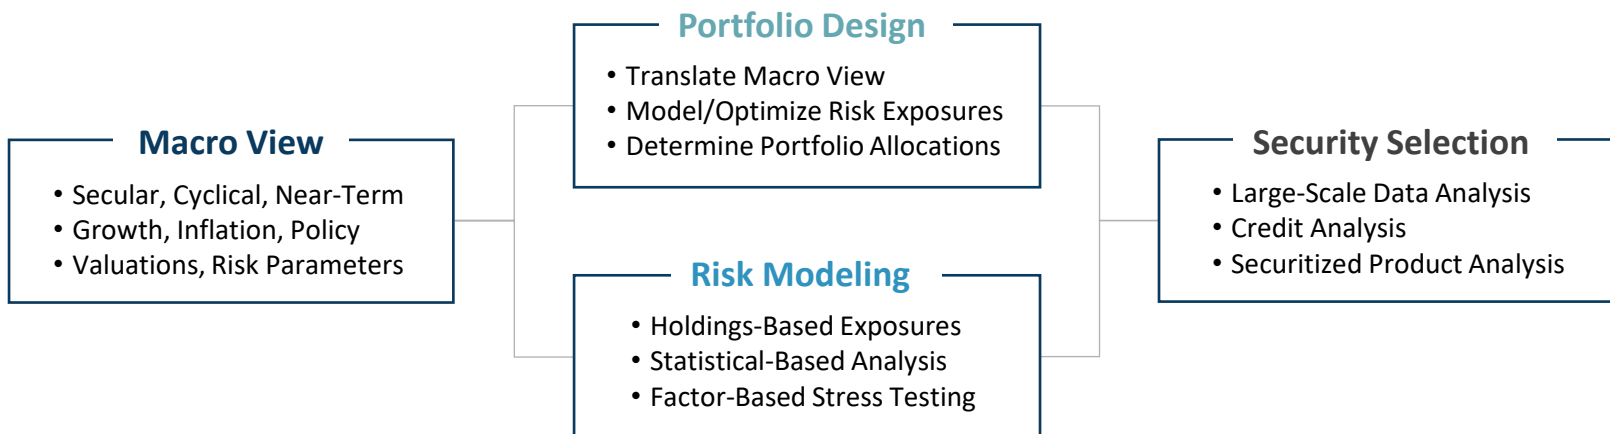 Macro View
• Secular, Cyclical, Near-Term
• Growth, Inflation, Policy
• Valuations, Risk Parameters
Portfolio Design
• Translate Macro View
• Model/Optimize Risk Exposures
• Determine Portfolio Allocations
Risk Modeling
• Holdings-Based Exposures
• Statistical-Based Analysis
• Factor-Based Stress Testing
Security Selection
• Large-Scale Data Analysis
• Credit Analysis
• Securitized Product Analysis